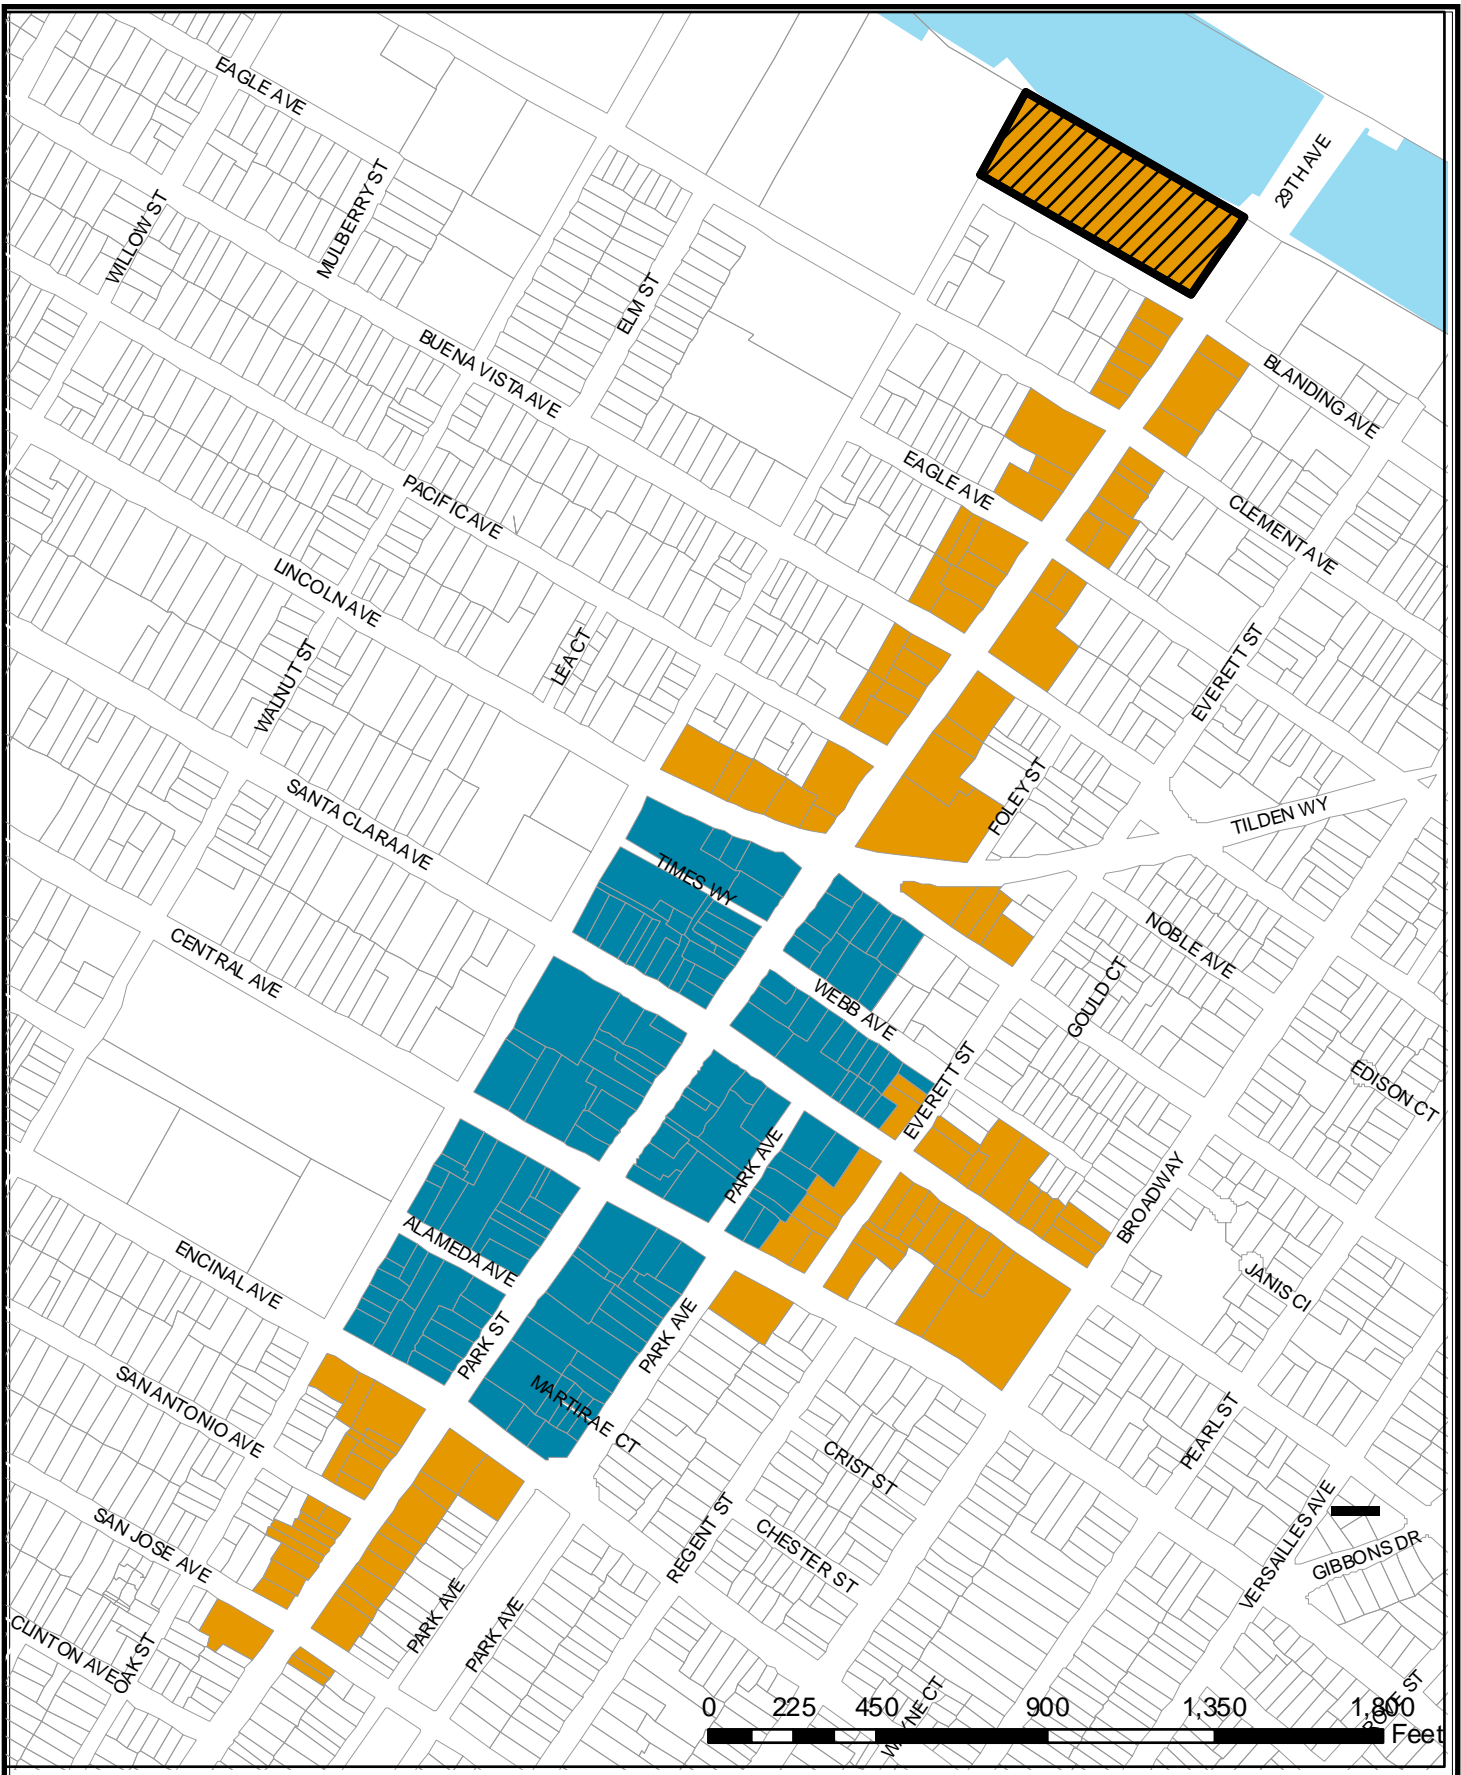 EAGLE AVE
29TH AVE
MULBERRY ST
WILLOW ST
ELM ST
BUENA VISTA AVE
BLANDING AVE
EAGLE AVE
PACIFIC AVE
CLEMENT AVE
LINCOLN AVE
LEA CT
EVERETT ST
WALNUT ST
SANTA CLARA AVE
FOLEY ST
TILDEN WY
TIMES WY
NOBLE AVE
CENTRAL AVE
WEBB AVE
GOULD CT
EVERETT ST
EDISON CT
PARK AVE
BROADWAY
ALAMEDA AVE
ENCINAL AVE
JANIS CI
PARK ST
PARK AVE
SAN ANTONIO AVE
MARTIRAE CT
PEARL ST
CRIST ST
SAN JOSE AVE
REGENT ST
CHESTER ST
VERSAILLES AVE
GIBBONS DR
PARK AVE
PARK AVE
CLINTON AVE
OAK ST
0 225 450 900 1,350 1,800
Feet